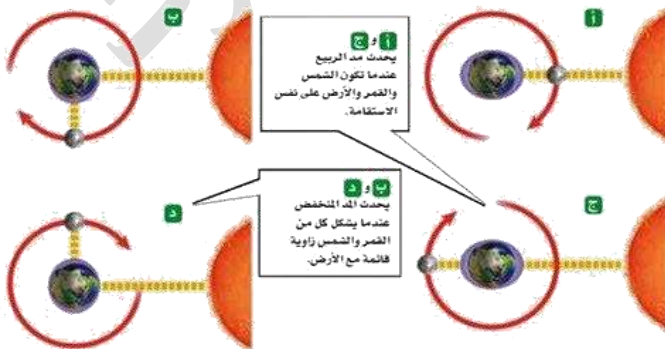 أ
أ و ج
يحدث مد الربيع
عندما تكون الشمس
والقمر والأرض على نفس
الاستقامة.
ب
ج
ب و د
يحدث المد المنخفض
عندما يشكل كل من
القمر والشمس زاوية
قائمة مع الأرض.
د